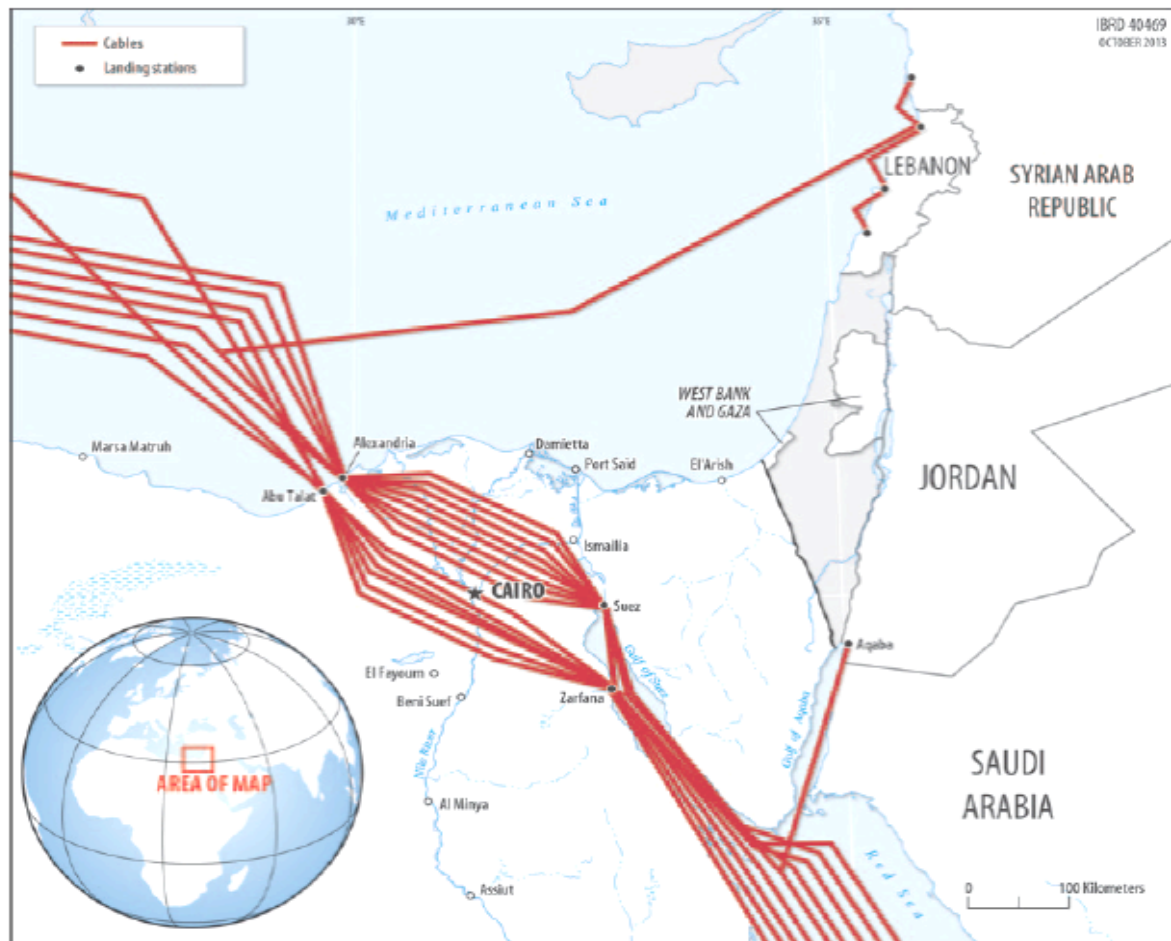 30°E
35°E
IBRD 40469
OCTOBER 2013
Cables
Landing stations
LEBANON
SYRIAN ARAB
REPUBLIC
Mediterranean Sea
WEST BANK
AND GAZA
Marsa Matruh
Alexandria
Damietta
Port Said
El'Arish
Abu Talat
JORDAN
Ismailia
CAIRO
Suez
Aqaba
El Fayoum
Beni Suef
Zarfana
Gulf of Suez
Gulf of Aqaba
Nile River
AREA OF MAP
Al Minya
SAUDI
ARABIA
Red Sea
Assiut
0 100 Kilometers